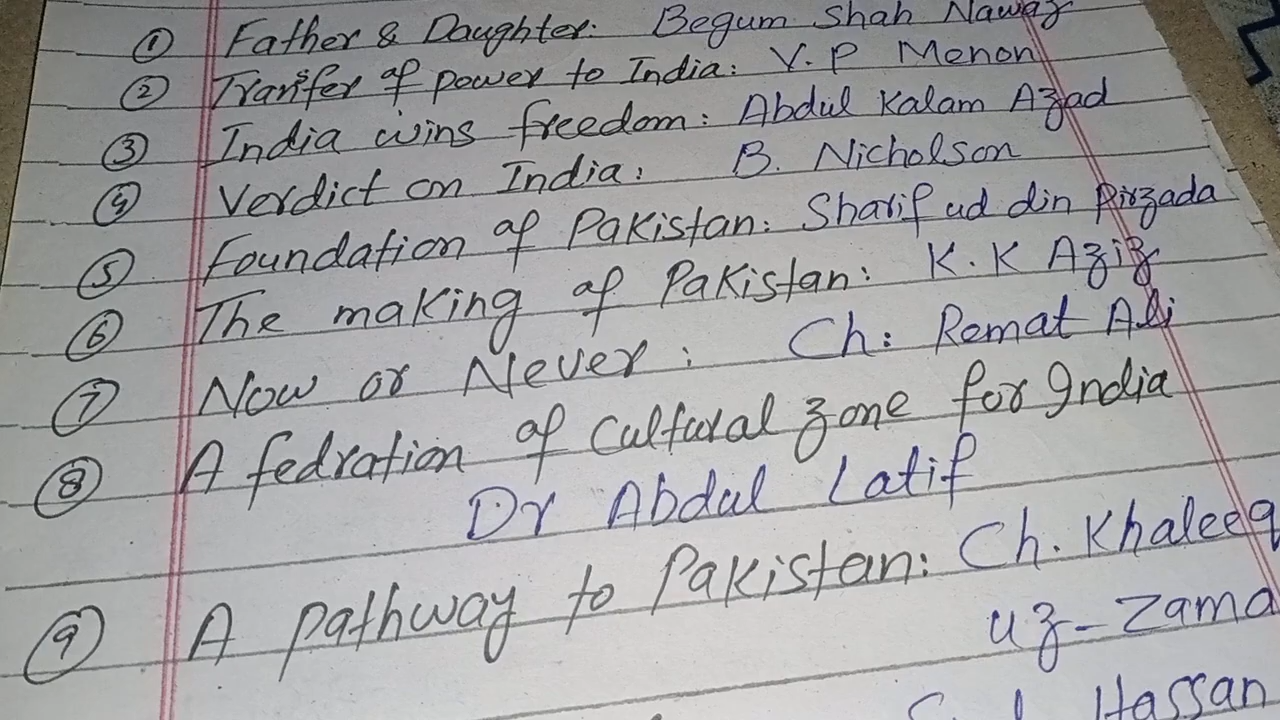 ① Father & Daughter: Begum Shah Nawaz
② Transfer of power to India: V.P Menon
③ India wins freedom: Abdul Kalam Azad
④ Verdict on India: B. Nicholson
⑤ Foundation of Pakistan: Sharif ud din Pirzada
⑥ The making of Pakistan: K.K Aziz
⑦ Now or Never: Ch: Remat Ali
⑧ A fedration of Cultural zone for India
Dr Abdul Latif
⑨ A pathway to Pakistan: Ch. Khaleeq
uz-Zama
Hassan